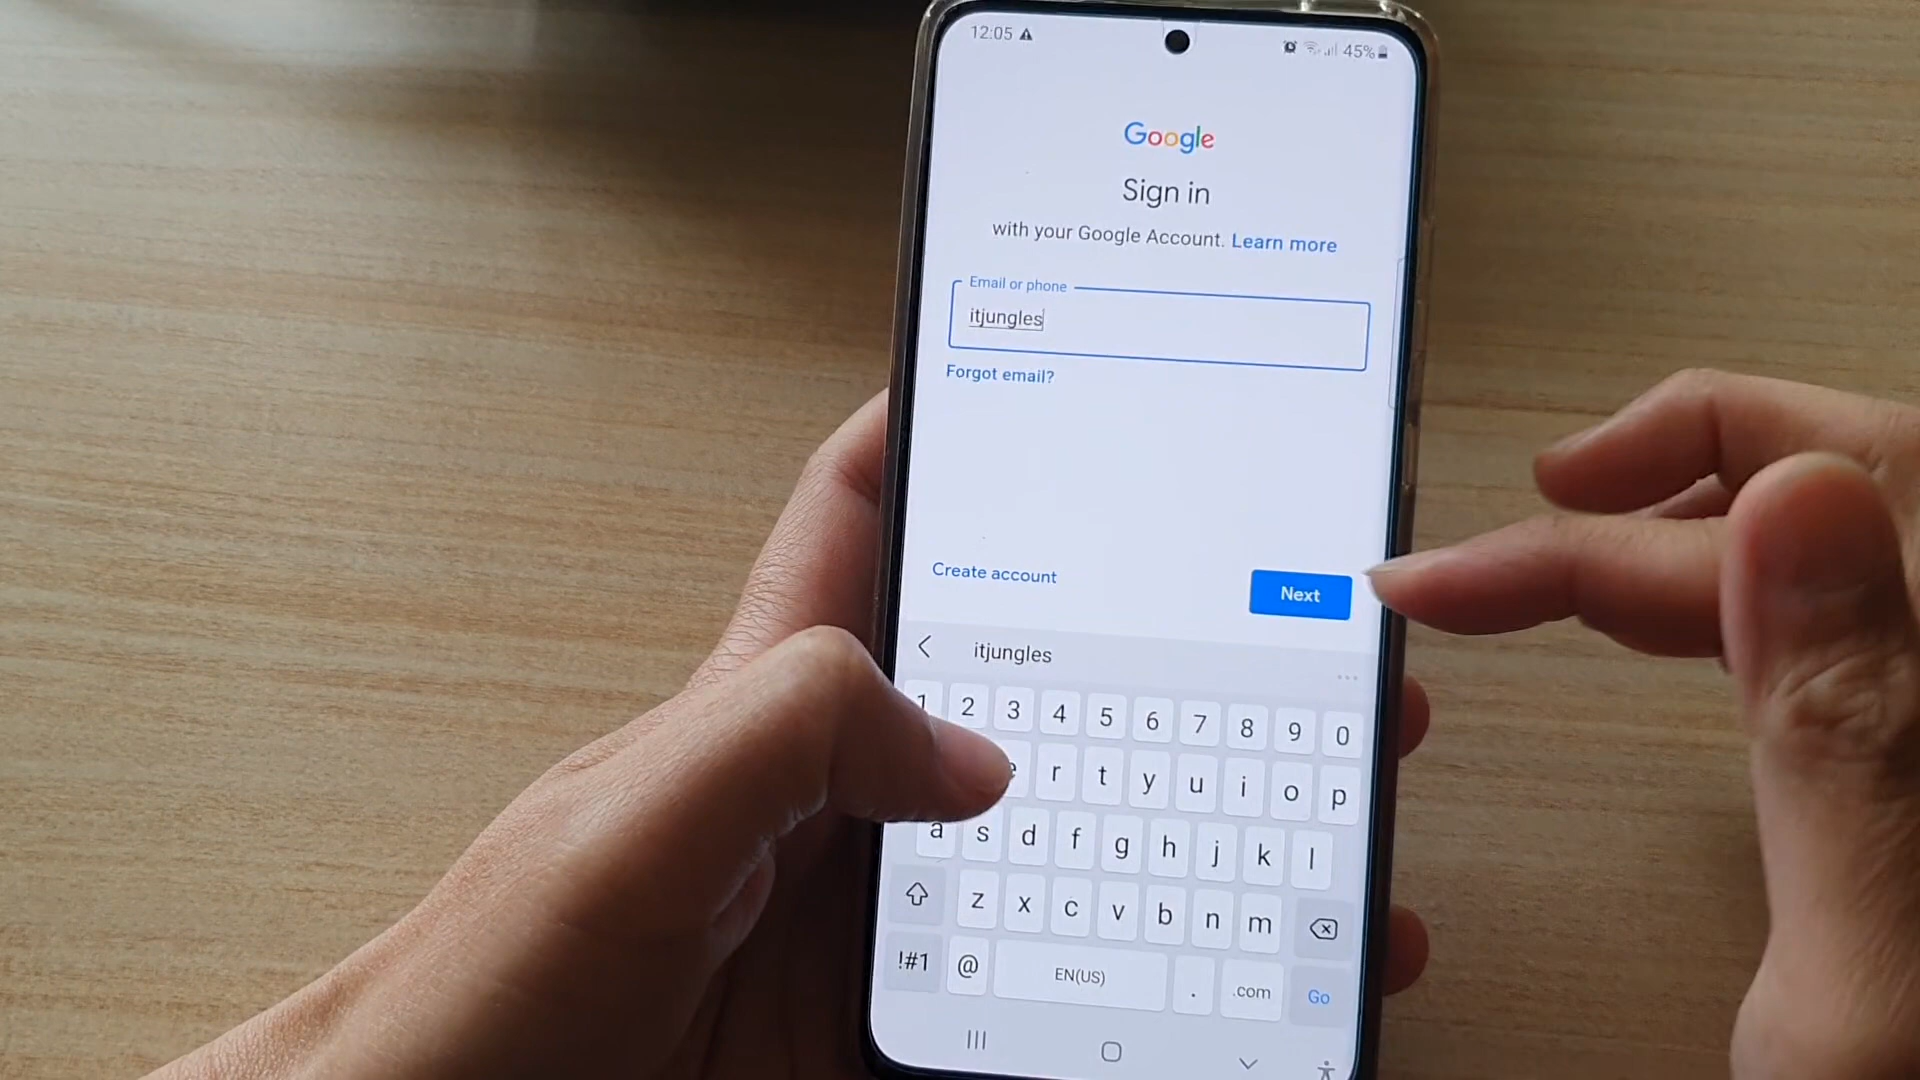 12:05
45%
Google
Sign in
with your Google Account. Learn more
Email or phone
itjungles
Forgot email?
Create account
Next
itjungles
1 2 3 4 5 6 7 8 9 0
e r t y u i o p
a s d f g h j k l
z x c v b n m
!#1 @ EN(US) . .com Go